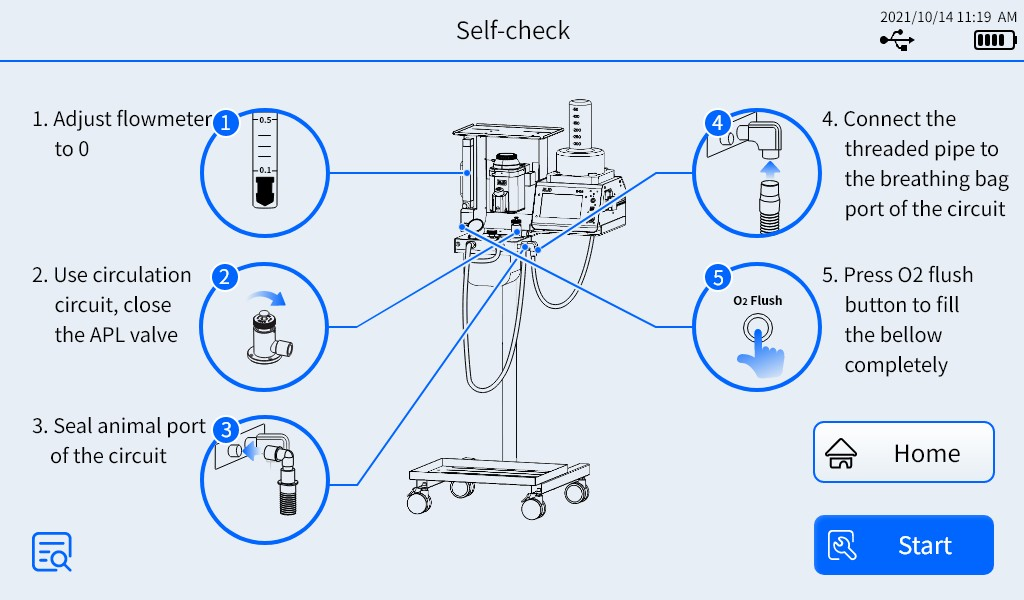 Self-check
2021/10/14 11:19 AM
1. Adjust flowmeter
to 0
1
0.5
0.1
2. Use circulation
circuit, close
the APL valve
2
3. Seal animal port
of the circuit
3
4
4. Connect the
threaded pipe to
the breathing bag
port of the circuit
5
O2 Flush
5. Press O2 flush
button to fill
the bellow
completely
Home
Start